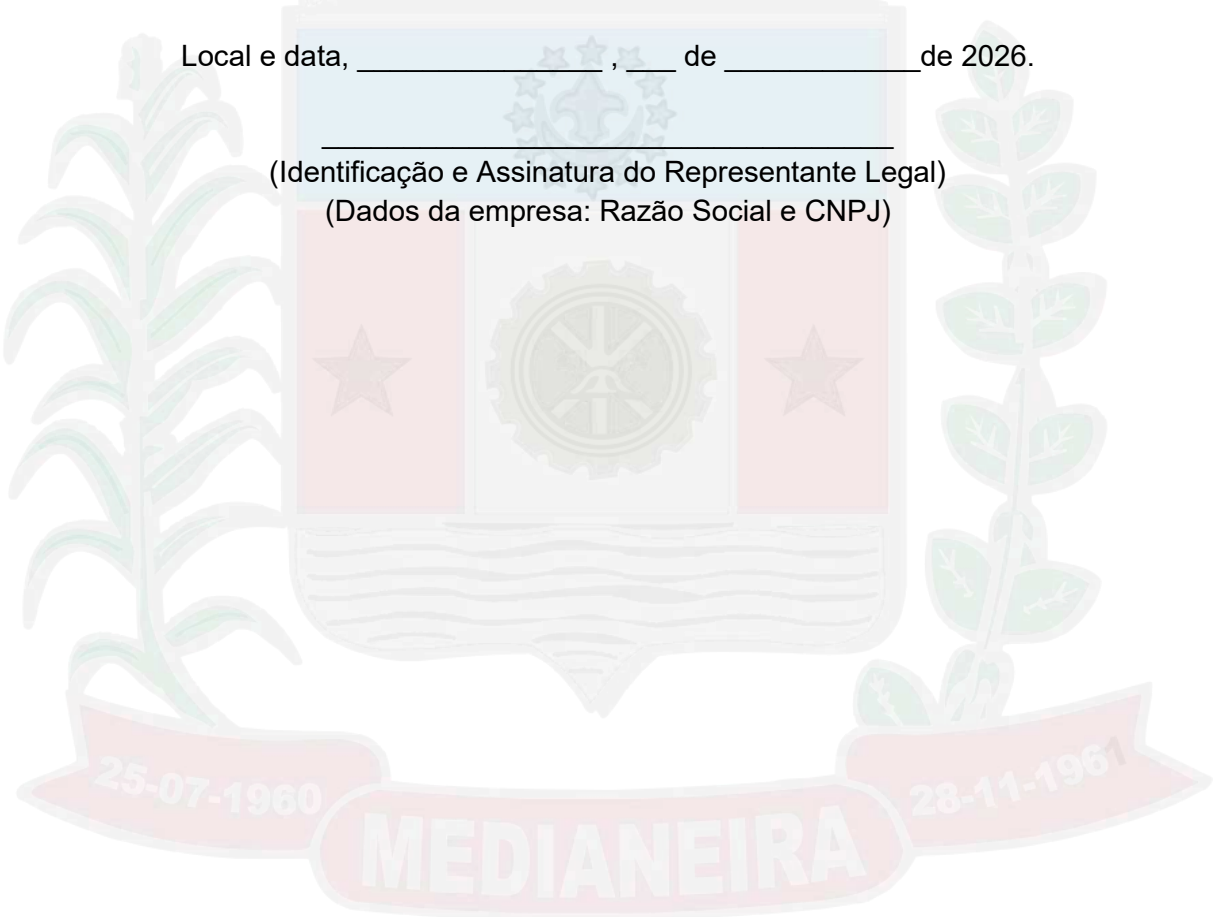 Local e data, _______________ , ___ de ____________de 2026.
___________________________________
(Identificação e Assinatura do Representante Legal)
(Dados da empresa: Razão Social e CNPJ)
25-07-1960
28-11-1961
MEDIANEIRA